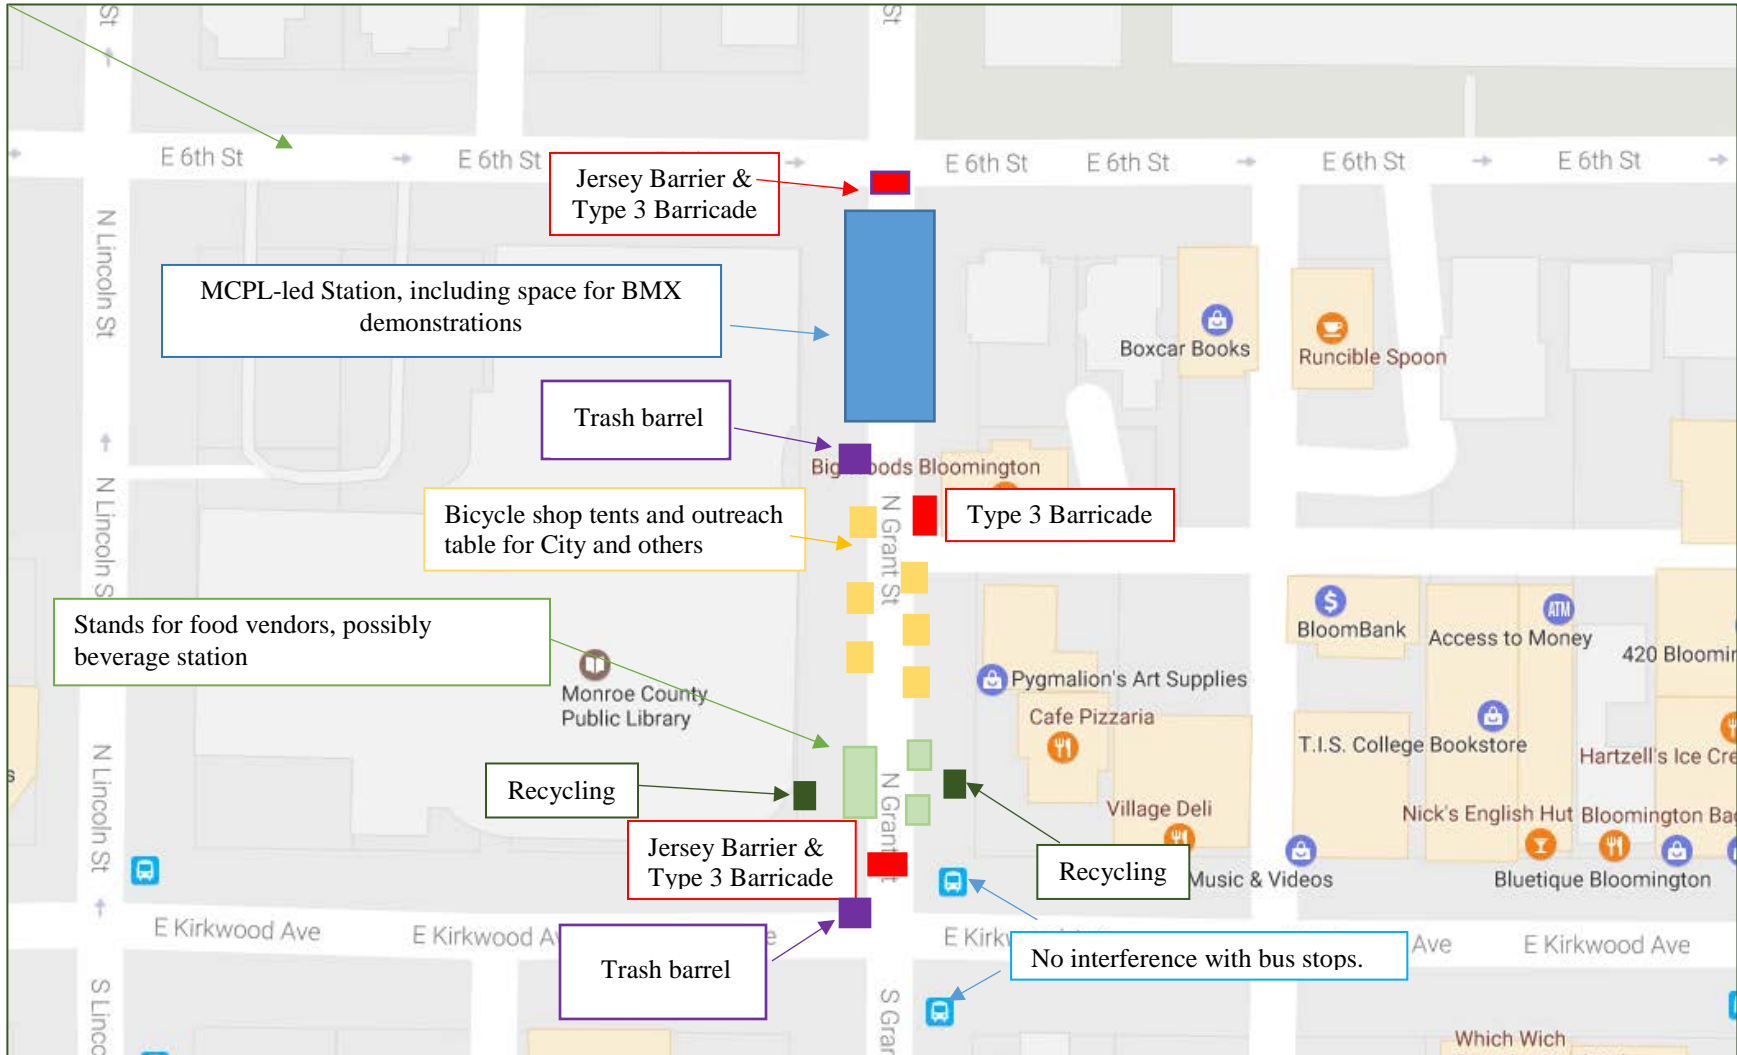 St
St
E 6th St
E 6th St
E 6th St
E 6th St
E 6th St
E 6th St
Jersey Barrier &
Type 3 Barricade
N Lincoln St
MCPL-led Station, including space for BMX
demonstrations
Boxcar Books
Runcible Spoon
Trash barrel
Bloomington
N Lincoln St
Bicycle shop tents and outreach
table for City and others
N Grant St
Type 3 Barricade
Stands for food vendors, possibly
beverage station
Monroe County
Public Library
Pygmalion's Art Supplies
Cafe Pizzaria
$
BloomBank
ATM
Access to Money
420 Bloomin
T.I.S. College Bookstore
Hartzell's Ice Cre
s
N Lincoln St
Recycling
N Grant St
Village Deli
Nick's English Hut
Bloomington Bag
Jersey Barrier &
Type 3 Barricade
Recycling
Music & Videos
Bluetique Bloomington
E Kirkwood Ave
E Kirkwood Av
e
E Kirkw
Ave
E Kirkwood Ave
Trash barrel
No interference with bus stops.
S Linco
S Gran
Which Wich